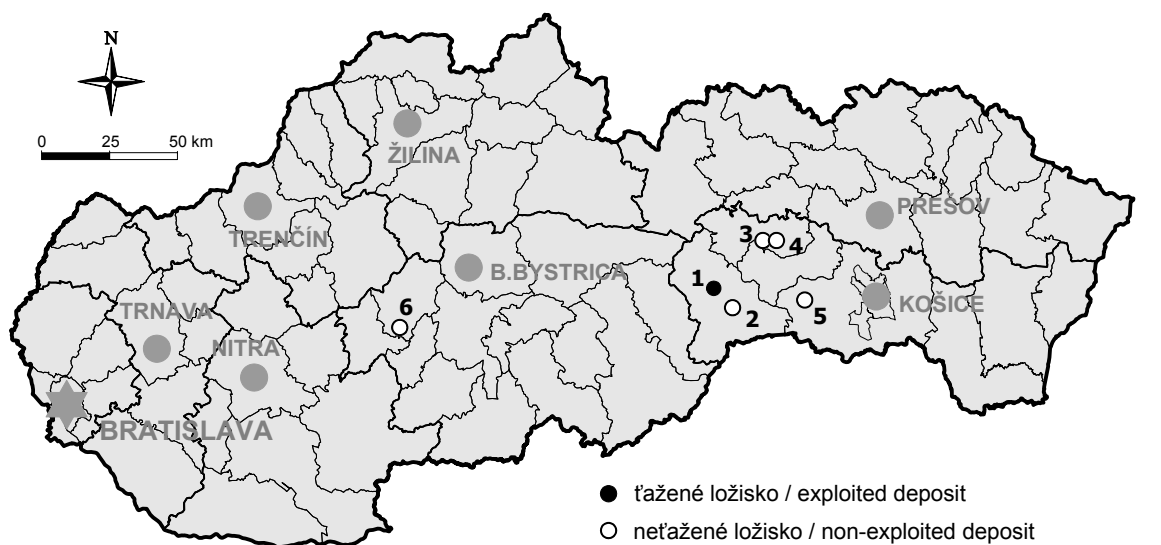 N
0 25 50 km
ŽILINA
PREŠOV
TRENČÍN
3 4
B.BYSTRICA
1
KOŠICE
TRNAVA
6
2
5
NITRA
BRATISLAVA
ťažené ložisko / exploited deposit
neťažené ložisko / non-exploited deposit